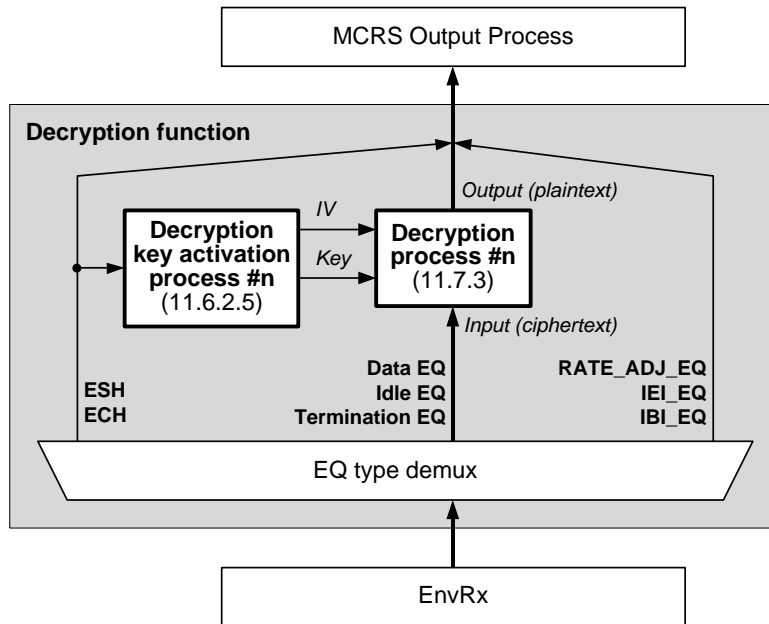 MCRS Output Process
Decryption function
Output (plaintext)
IV
Decryption
key activation
process #n
(11.6.2.5)
Key
Decryption
process #n
(11.7.3)
Input (ciphertext)
ESH
ECH
Data EQ
Idle EQ
Termination EQ
RATE_ADJ_EQ
IEI_EQ
IBI_EQ
EQ type demux
EnvRx